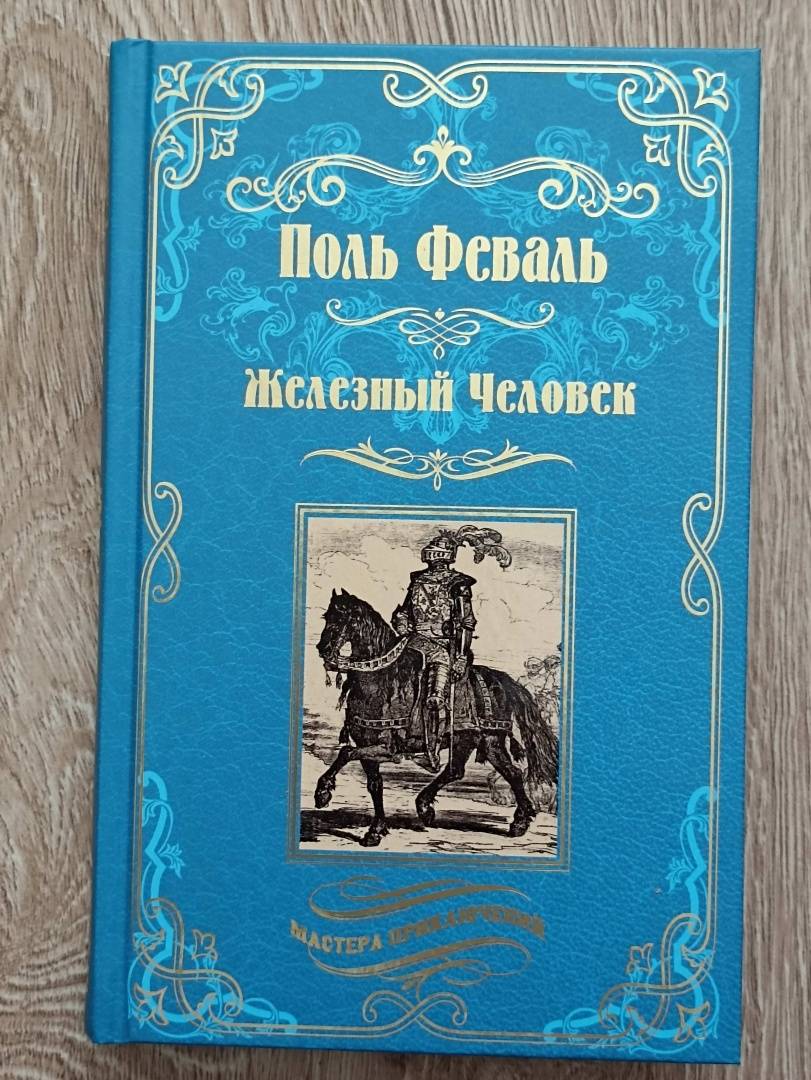 Поль Феваль
Железный Человек
МАСТЕРА ПРИКЛЮЧЕНИЙ